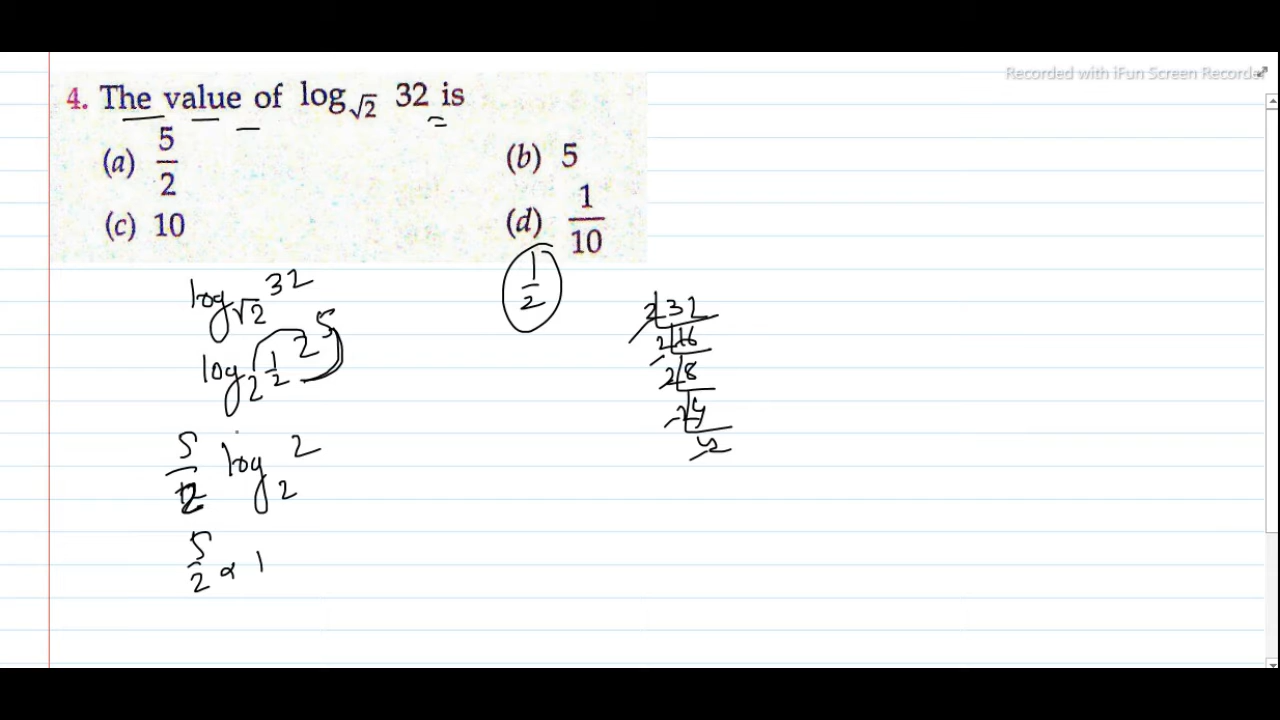 Recorded with iFun Screen Recorde
4. The value of log√2 32 is
(a) 5/2
(b) 5
(c) 10
(d) 1/10
log√2 32
1/2
log2^1/2 2^5
5/2 log2 2
5/2 × 1
2 32
2 16
2 8
2 4
2